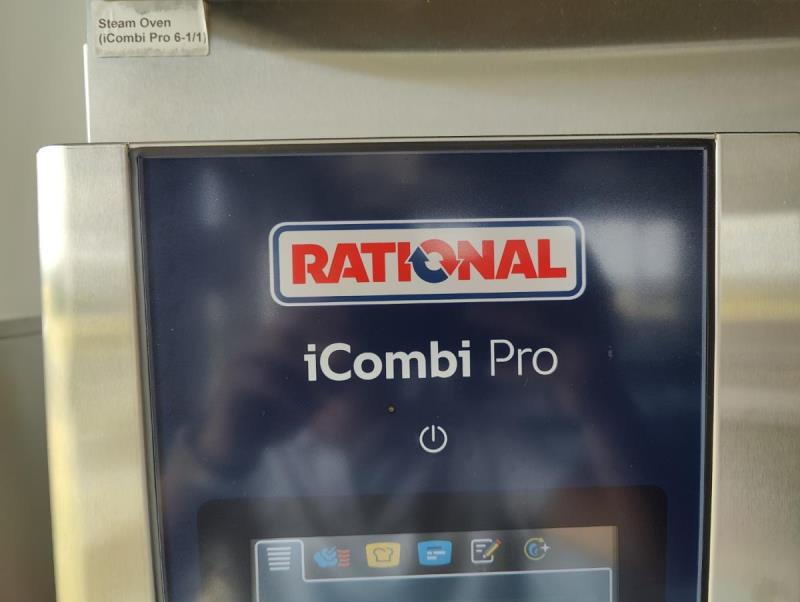 Steam Oven
(iCombi Pro 6-1/1)
RATIONAL
iCombi Pro